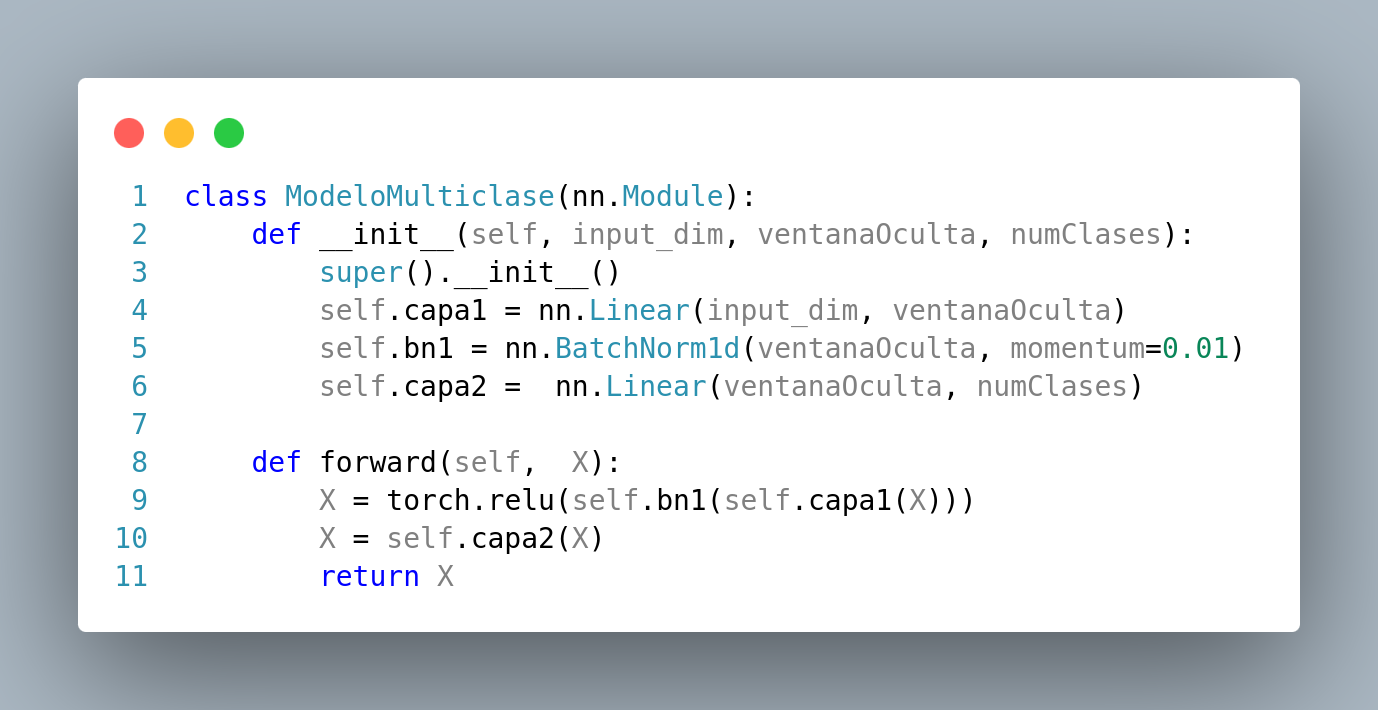 1 class ModeloMulticlase(nn.Module):
2     def __init__(self, input_dim, ventanaOculta, numClases):
3         super().__init__()
4         self.capa1 = nn.Linear(input_dim, ventanaOculta)
5         self.bn1 = nn.BatchNorm1d(ventanaOculta, momentum=0.01)
6         self.capa2 =  nn.Linear(ventanaOculta, numClases)
7
8     def forward(self,  X):
9         X = torch.relu(self.bn1(self.capa1(X)))
10         X = self.capa2(X)
11         return X